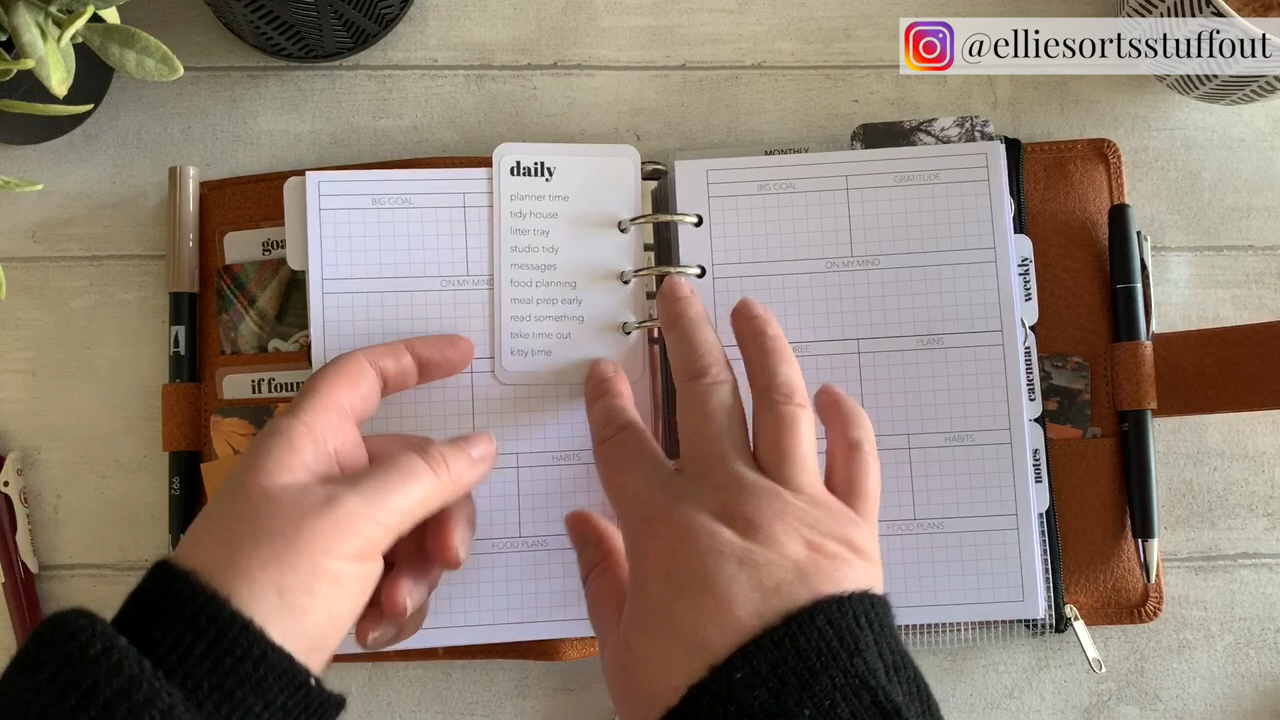 @elliesortsstuffout
daily
planner time
tidy house
litter tray
studio tidy
messages
food planning
meal prep early
read something
take time out
kitty time
BIG GOAL
ON MY MIND
HABITS
FOOD PLANS
goa
if foun
A
992
MONTHLY
BIG GOAL
GRATITUDE
ON MY MIND
REE
PLANS
HABITS
FOOD PLANS
weekly
calendar
notes